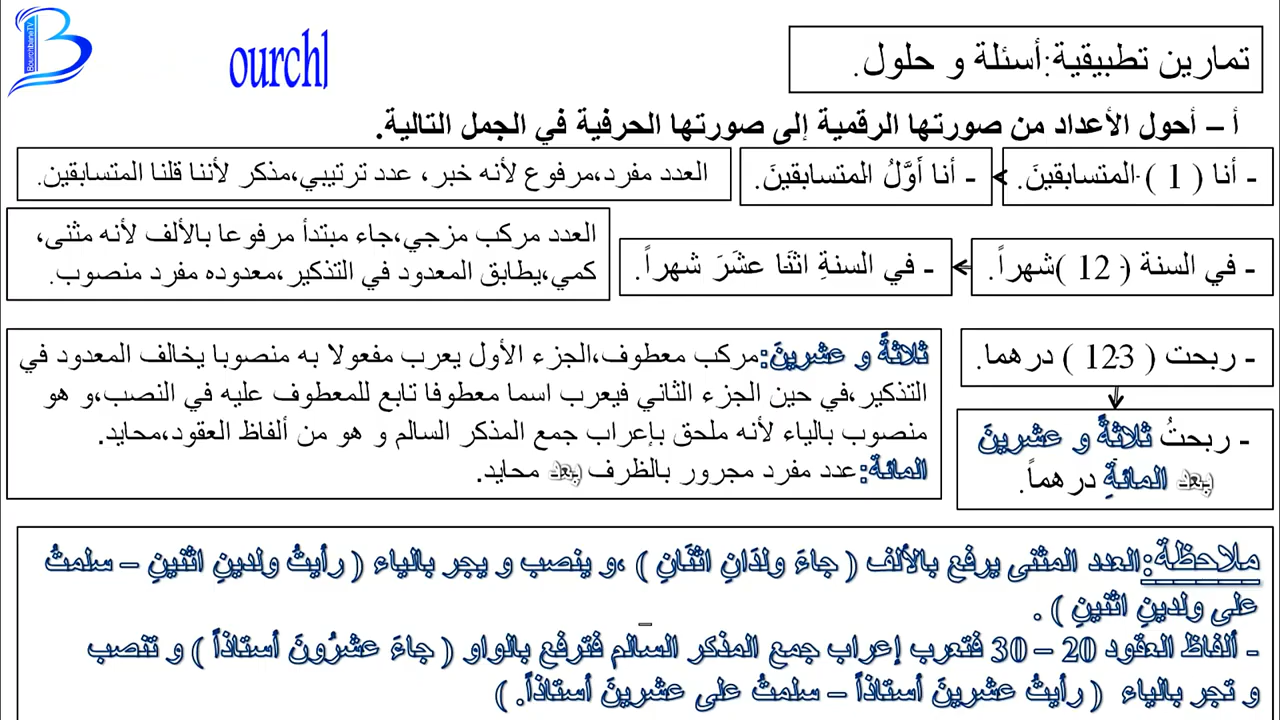 BourchbaneTV
ourchl
تمارين تطبيقية:أسئلة و حلول.
أ – أحول الأعداد من صورتها الرقمية إلى صورتها الحرفية في الجمل التالية.
- أنا ( 1 ) المتسابقينَ.
- أنا أَوَّلُ المتسابقينَ.
العدد مفرد،مرفوع لأنه خبر، عدد ترتيبي،مذكر لأننا قلنا المتسابقين.
- في السنة ( 12 )شهراً.
- في السنةِ اثنَا عشَرَ شهراً.
العدد مركب مزجي،جاء مبتدأ مرفوعا بالألف لأنه مثنى،
كمي،يطابق المعدود في التذكير،معدوده مفرد منصوب.
- ربحت ( 123 ) درهما.
- ربحتُ ثلاثةً و عشرينَ
بعد المائةِ درهماً.
ثلاثةً و عشرينَ:مركب معطوف،الجزء الأول يعرب مفعولا به منصوبا يخالف المعدود في
التذكير،في حين الجزء الثاني فيعرب اسما معطوفا تابع للمعطوف عليه في النصب،و هو
منصوب بالياء لأنه ملحق بإعراب جمع المذكر السالم و هو من ألفاظ العقود،محايد.
المائة:عدد مفرد مجرور بالظرف بعد محايد.
ملاحظة:العدد المثنى يرفع بالألف ( جاءَ ولدَانِ اثنَانِ ) ،و ينصب و يجر بالياء ( رأيتُ ولدينِ اثنينِ – سلمتُ
على ولدينِ اثنينِ ) .
- ألفاظ العقود 20 – 30 فتعرب إعراب جمع المذكر السالم فترفع بالواو ( جاءَ عشرُونَ أستاذاً ) و تنصب
و تجر بالياء ( رأيتُ عشرينَ أستاذاً – سلمتُ على عشرينَ أستاذاً. )